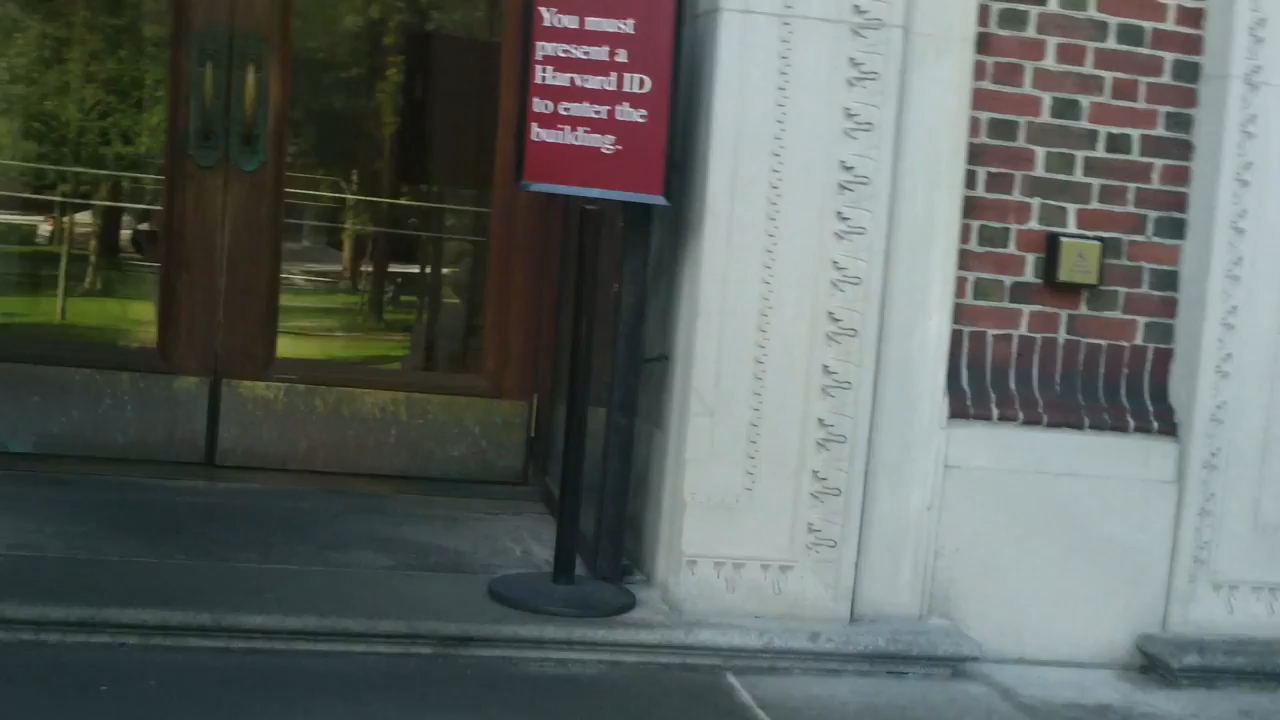 You must
present a
Harvard ID
to enter the
building.